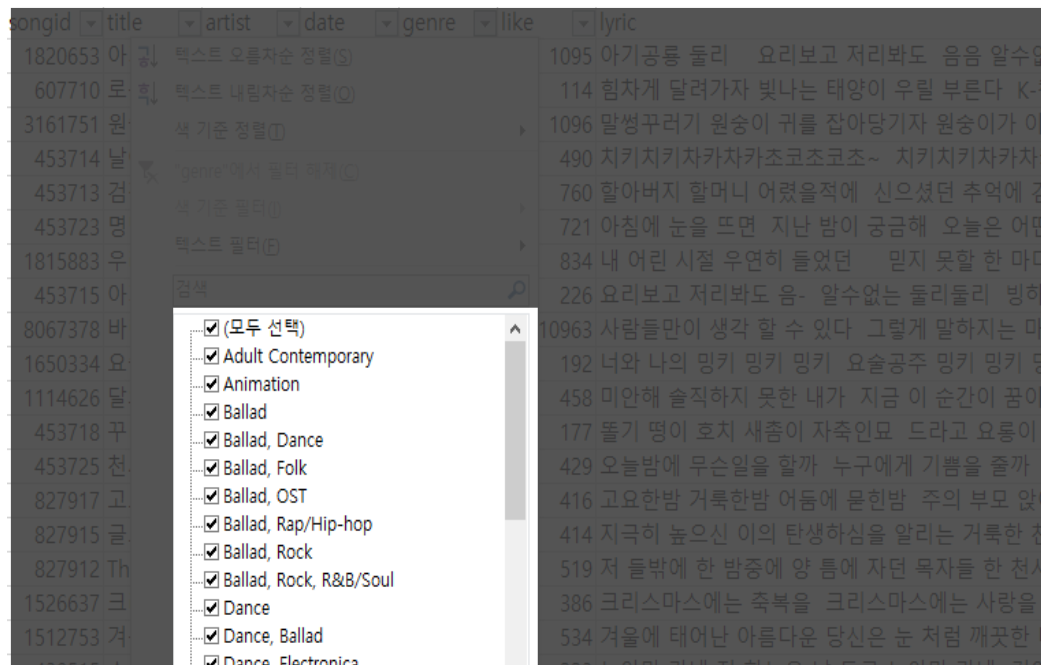 songid title artist date genre like lyric
1820653 아 텍스트 오름차순 정렬(S) 1095 아기공룡 둘리 요리보고 저리봐도 음음 알수없
607710 로 텍스트 내림차순 정렬(O) 114 힘차게 달려가자 빛나는 태양이 우릴 부른다 K-
3161751 원 색 기준 정렬(T) 1096 말썽꾸러기 원숭이 귀를 잡아당기자 원숭이가 아
453714 날 "genre"에서 필터 해제(C) 490 치키치키차카차카초코초코초~ 치키치키차카차
453713 검 색 기준 필터(I) 760 할아버지 할머니 어렸을적에 신으셨던 추억에
453723 명 텍스트 필터(F) 721 아침에 눈을 뜨면 지난 밤이 궁금해 오늘은 어떤
1815883 우 834 내 어린 시절 우연히 들었던 믿지 못할 한 마디
453715 아 검색 226 요리보고 저리봐도 음- 알수없는 둘리둘리 빙하
8067378 바 (모두 선택) 10963 사람들만이 생각 할 수 있다 그렇게 말하지는 마
1650334 요 Adult Contemporary 192 너와 나의 밍키 밍키 밍키 요술공주 밍키 밍키
1114626 달 Animation 458 미안해 솔직하지 못한 내가 지금 이 순간이 꿈이
Ballad
453718 꾸 Ballad, Dance 177 똘기 떵이 호치 새촘이 자축인묘 드라고 요롱이
453725 천 Ballad, Folk 429 오늘밤에 무슨일을 할까 누구에게 기쁨을 줄까
827917 고 Ballad, OST 416 고요한밤 거룩한밤 어둠에 묻힌밤 주의 부모 앉
827915 글 Ballad, Rap/Hip-hop 414 지극히 높으신 이의 탄생하심을 알리는 거룩한 천
827912 Th Ballad, Rock 519 저 들밖에 한 밤중에 양 틈에 자던 목자들 한 천사
Ballad, Rock, R&B/Soul
1526637 크 Dance 386 크리스마스에는 축복을 크리스마스에는 사랑을
1512753 겨 Dance, Ballad 534 겨울에 태어난 아름다운 당신은 눈 처럼 깨끗한
Dance, Electronica